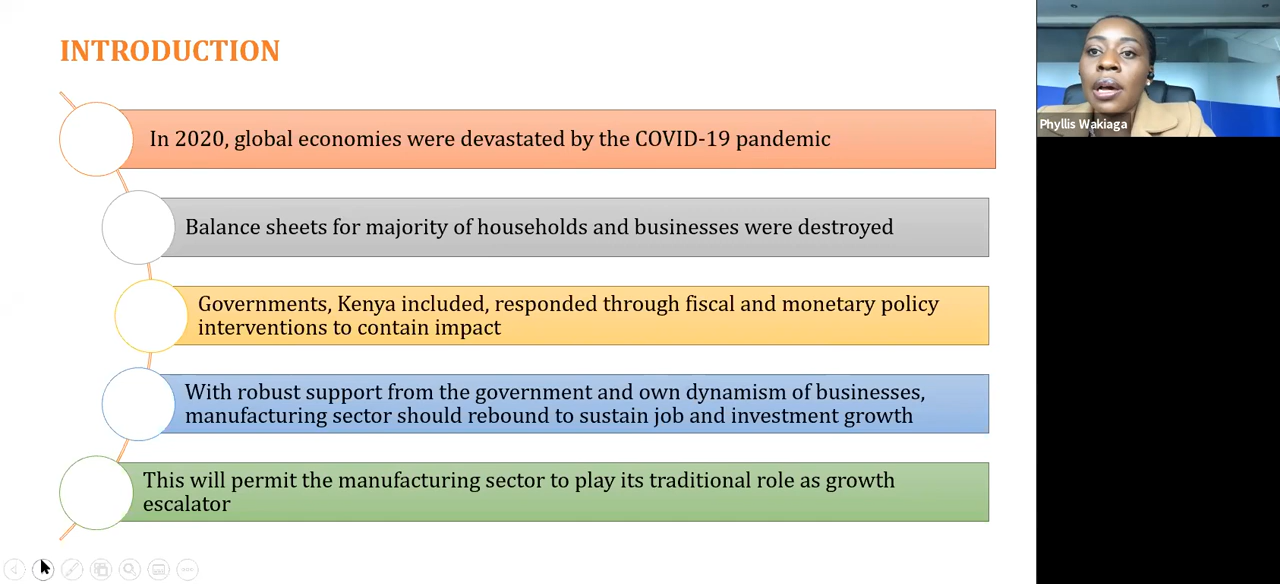 INTRODUCTION
In 2020, global economies were devastated by the COVID-19 pandemic
Balance sheets for majority of households and businesses were destroyed
Governments, Kenya included, responded through fiscal and monetary policy
interventions to contain impact
With robust support from the government and own dynamism of businesses,
manufacturing sector should rebound to sustain job and investment growth
This will permit the manufacturing sector to play its traditional role as growth
escalator
Phyllis Wakiaga